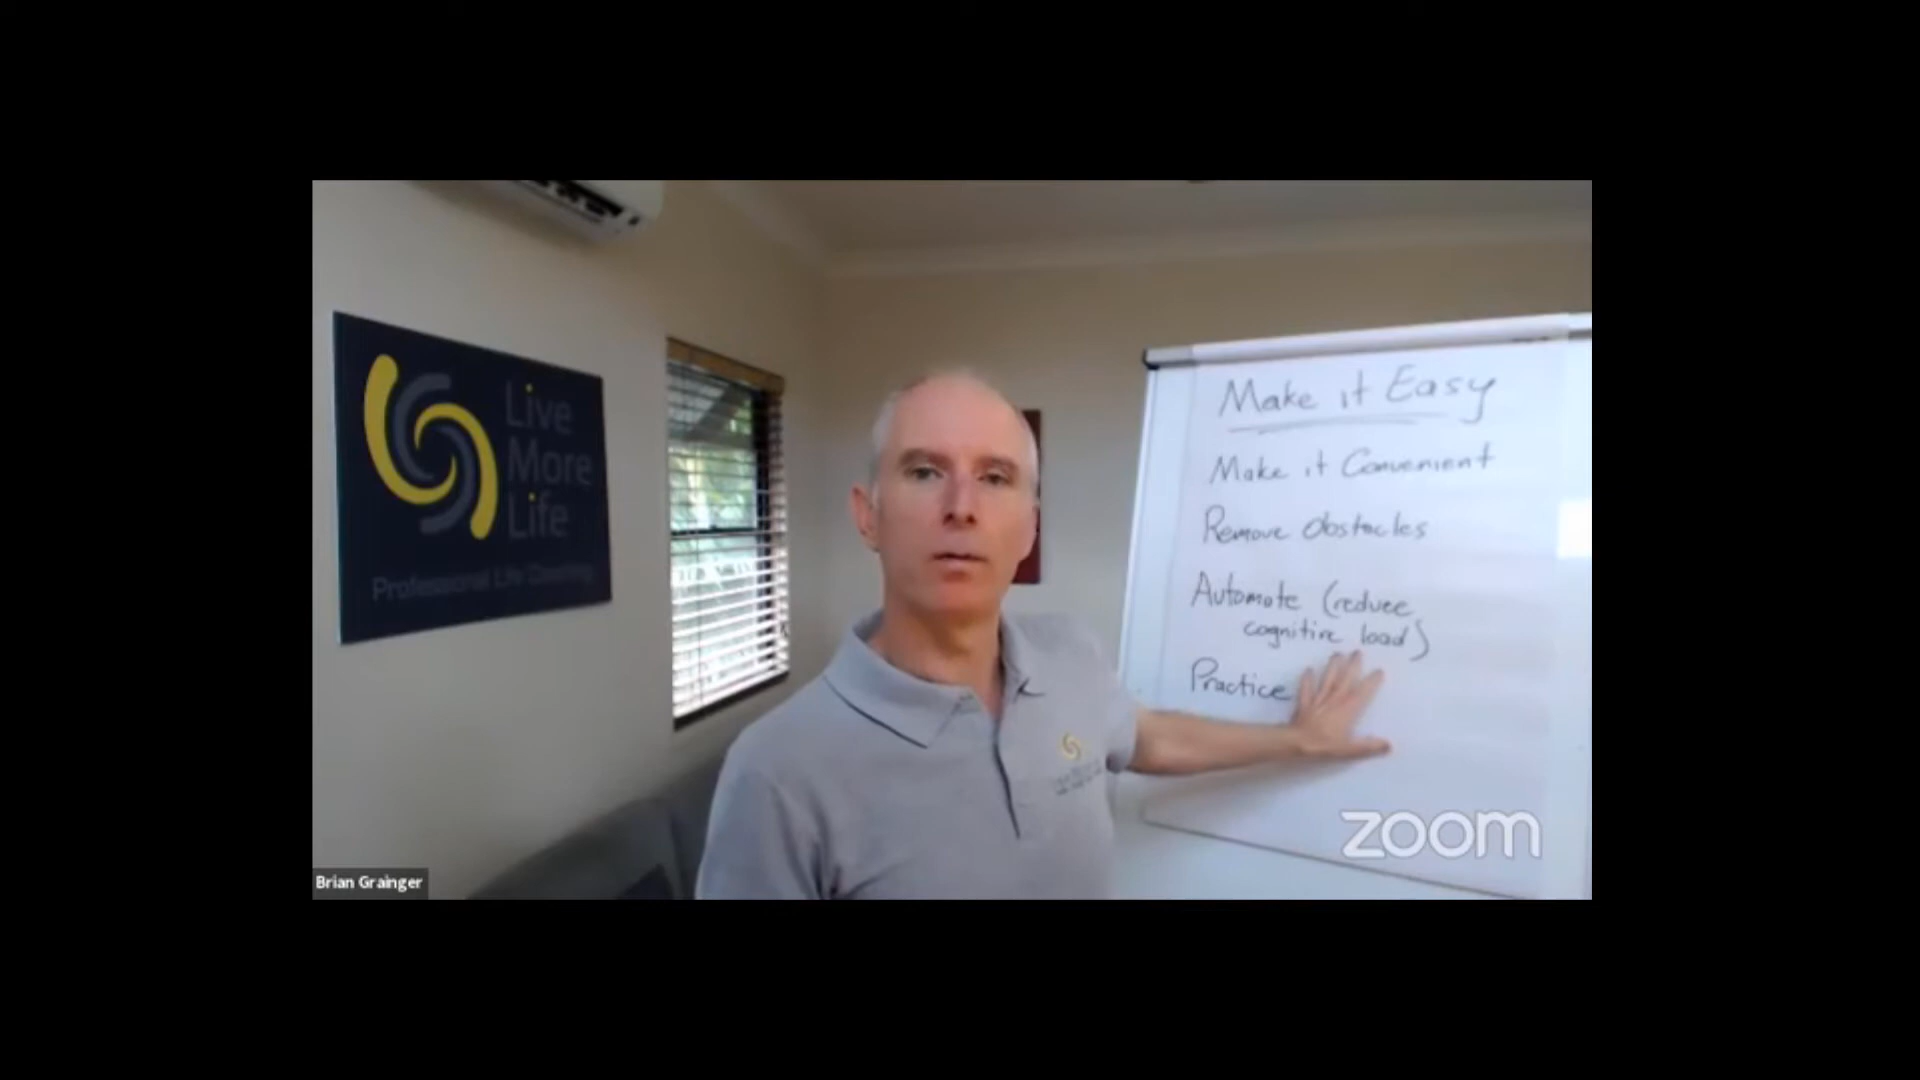 Live
More
Life
Professional Life Coaching
Make it Easy
Make it Convenient
Remove Obstacles
Automate (reduce
cognitive load)
Practice
zoom
Brian Grainger